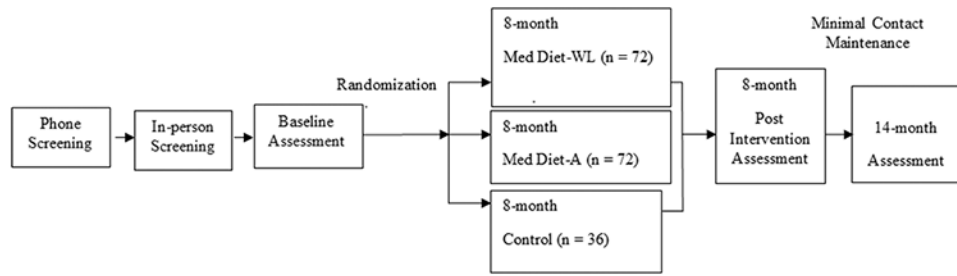 Phone
Screening
In-person
Screening
Baseline
Assessment
Randomization
8-month
Med Diet-WL (n = 72)
8-month
Med Diet-A (n = 72)
8-month
Control (n = 36)
8-month
Post
Intervention
Assessment
Minimal Contact
Maintenance
14-month
Assessment